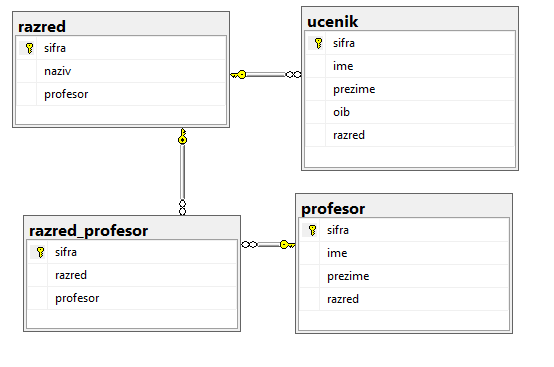 razred
sifra
naziv
profesor
ucenik
sifra
ime
prezime
oib
razred
razred_profesor
sifra
razred
profesor
profesor
sifra
ime
prezime
razred